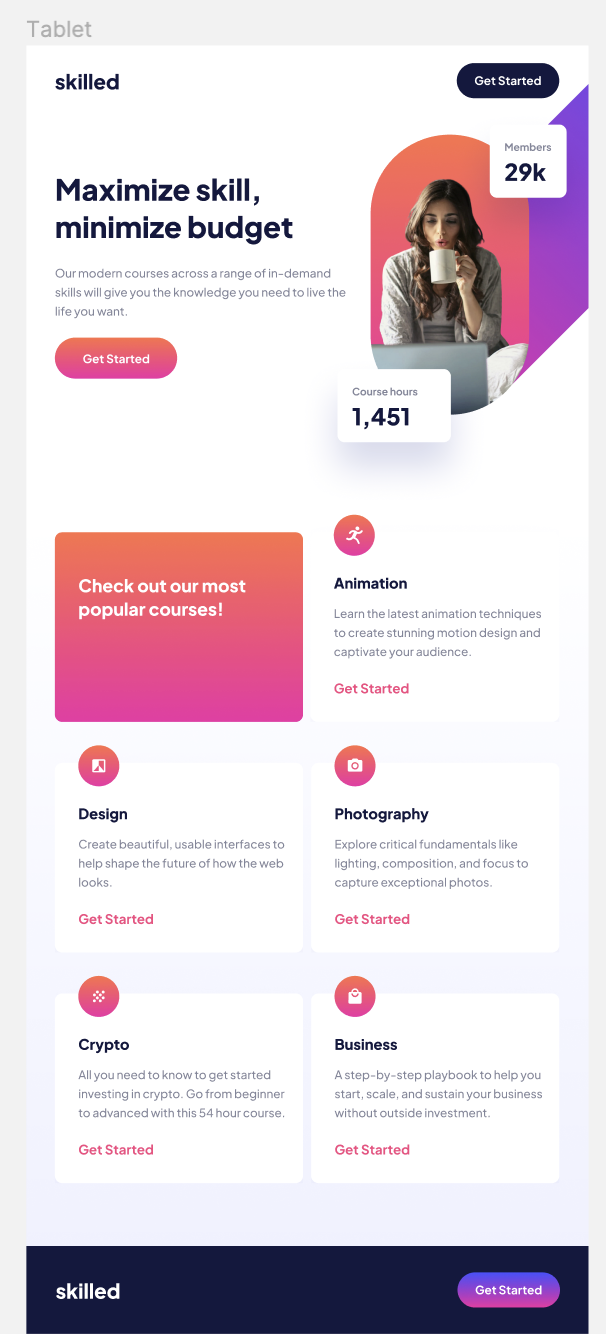 Tablet
skilled
Get Started
Members
29k
Maximize skill,
minimize budget
Our modern courses across a range of in-demand
skills will give you the knowledge you need to live the
life you want.
Get Started
Course hours
1,451
Check out our most
popular courses!
Animation
Learn the latest animation techniques
to create stunning motion design and
captivate your audience.
Get Started
Design
Create beautiful, usable interfaces to
help shape the future of how the web
looks.
Get Started
Photography
Explore critical fundamentals like
lighting, composition, and focus to
capture exceptional photos.
Get Started
Crypto
All you need to know to get started
investing in crypto. Go from beginner
to advanced with this 54 hour course.
Get Started
Business
A step-by-step playbook to help you
start, scale, and sustain your business
without outside investment.
Get Started
skilled
Get Started